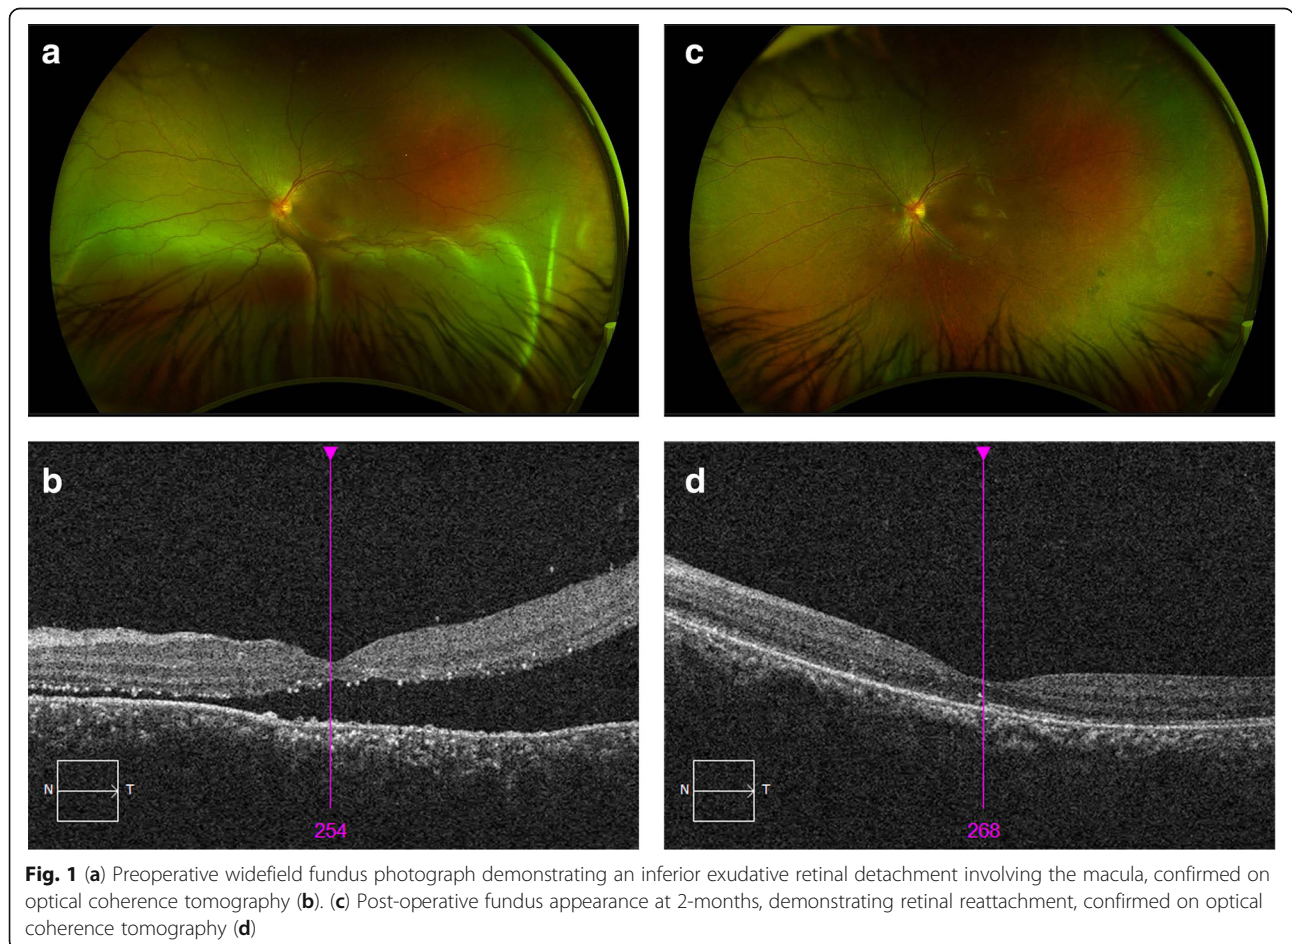 a
c
b
N T
254
d
N T
268
Fig. 1 (a) Preoperative widefield fundus photograph demonstrating an inferior exudative retinal detachment involving the macula, confirmed on
optical coherence tomography (b). (c) Post-operative fundus appearance at 2-months, demonstrating retinal reattachment, confirmed on optical
coherence tomography (d)